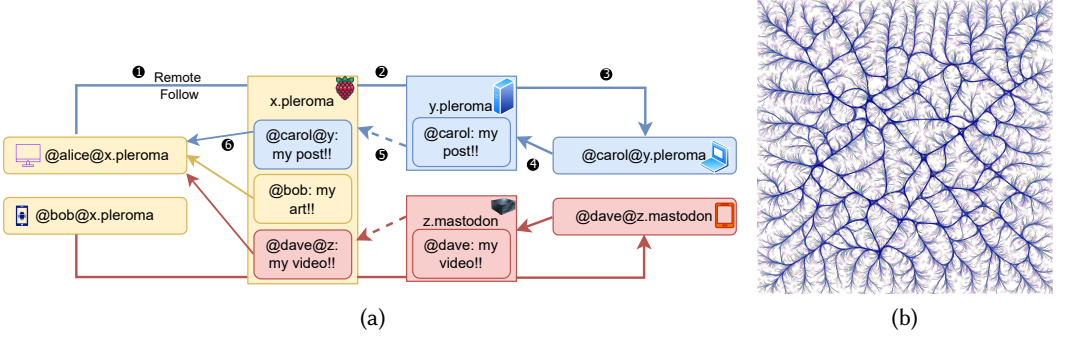 ❶
Remote
Follow
❷
❸
x.pleroma
y.pleroma
@carol@y:
my post!!
@carol: my
post!!
@alice@x.pleroma
❻
❺
❹
@carol@y.pleroma
@bob: my
art!!
@bob@x.pleroma
z.mastodon
@dave@z.mastodon
@dave@z:
my video!!
@dave: my
video!!
(a)
(b)